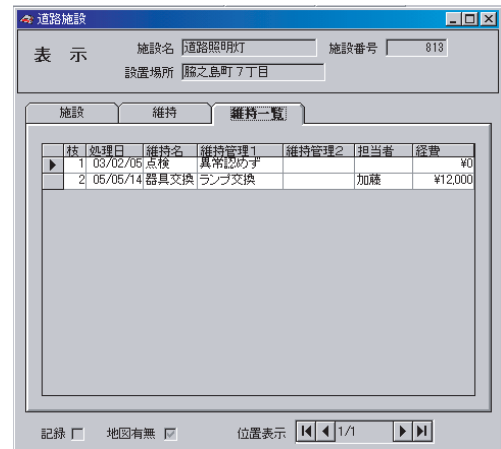 道路施設
表 示
施設名 道路照明灯 施設番号 813
設置場所 脇之島町7丁目
施設 維持 維持一覧
枝 処理日 維持名 維持管理1 維持管理2 担当者 経費
1 03/02/05 点検 異常認めず ¥0
2 05/05/14 器具交換 ランプ交換 加藤 ¥12,000
記録 地図有無 位置表示 1/1